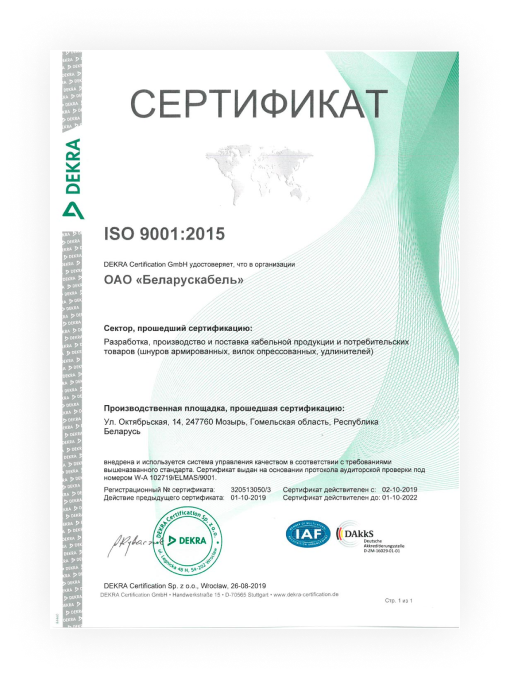 СЕРТИФИКАТ
DEKRA
ISO 9001:2015
DEKRA Certification GmbH удостоверяет, что в организации
ОАО «Беларускабель»
Сектор, прошедший сертификацию:
Разработка, производство и поставка кабельной продукции и потребительских
товаров (шнуров армированных, вилок опрессованных, удлинителей)
Производственная площадка, прошедшая сертификацию:
Ул. Октябрьская, 14, 247760 Мозырь, Гомельская область, Республика
Беларусь
внедрена и используется система управления качеством в соответствии с требованиями
вышеназванного стандарта. Сертификат выдан на основании протокола аудиторской проверки под
номером W-A 102719/ELMAS/9001.
Регистрационный № сертификата: 320513050/3 Сертификат действителен с: 02-10-2019
Действие предыдущего сертификата: 01-10-2019 Сертификат действителен до: 01-10-2022
DEKRA Certification Sp. z o.o.
DEKRA
IAF
DAkkS
Deutsche
Akkreditierungsstelle
D-ZM-16029-01-01
DEKRA Certification Sp. z o.o., Wrocław, 26-08-2019
DEKRA Certification GmbH • Handwerkstraße 15 • D-70565 Stuttgart • www.dekra-certification.de
Стр. 1 из 1